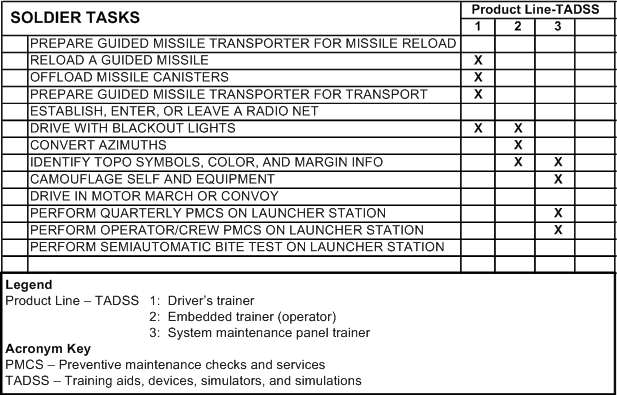 SOLDIER TASKS Product Line-TADSS
1 2 3
PREPARE GUIDED MISSILE TRANSPORTER FOR MISSILE RELOAD
RELOAD A GUIDED MISSILE X
OFFLOAD MISSILE CANISTERS X
PREPARE GUIDED MISSILE TRANSPORTER FOR TRANSPORT X
ESTABLISH, ENTER, OR LEAVE A RADIO NET
DRIVE WITH BLACKOUT LIGHTS X X
CONVERT AZIMUTHS X
IDENTIFY TOPO SYMBOLS, COLOR, AND MARGIN INFO X X
CAMOUFLAGE SELF AND EQUIPMENT X
DRIVE IN MOTOR MARCH OR CONVOY
PERFORM QUARTERLY PMCS ON LAUNCHER STATION X
PERFORM OPERATOR/CREW PMCS ON LAUNCHER STATION X
PERFORM SEMIAUTOMATIC BITE TEST ON LAUNCHER STATION
Legend
Product Line – TADSS 1: Driver's trainer
2: Embedded trainer (operator)
3: System maintenance panel trainer
Acronym Key
PMCS – Preventive maintenance checks and services
TADSS – Training aids, devices, simulators, and simulations